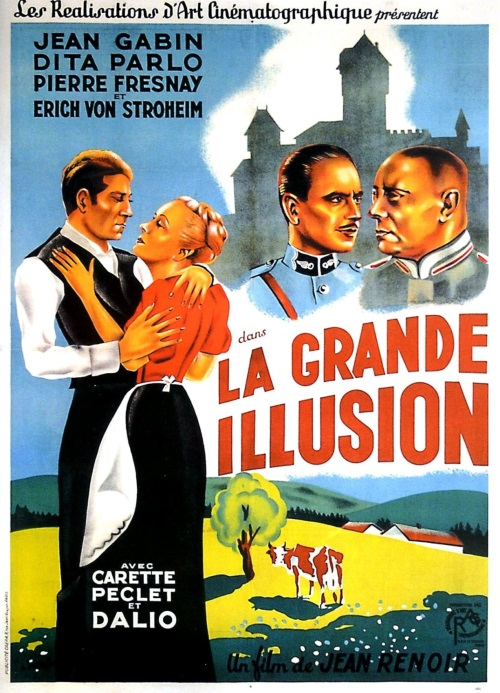 Les Realisations d'Art Cinématographique présentent
JEAN GABIN
DITA PARLO
PIERRE FRESNAY
ET
ERICH VON STROHEIM
dans
LA GRANDE
ILLUSION
AVEC
CARETTE
PECLET
ET
DALIO
Un film de JEAN RENOIR